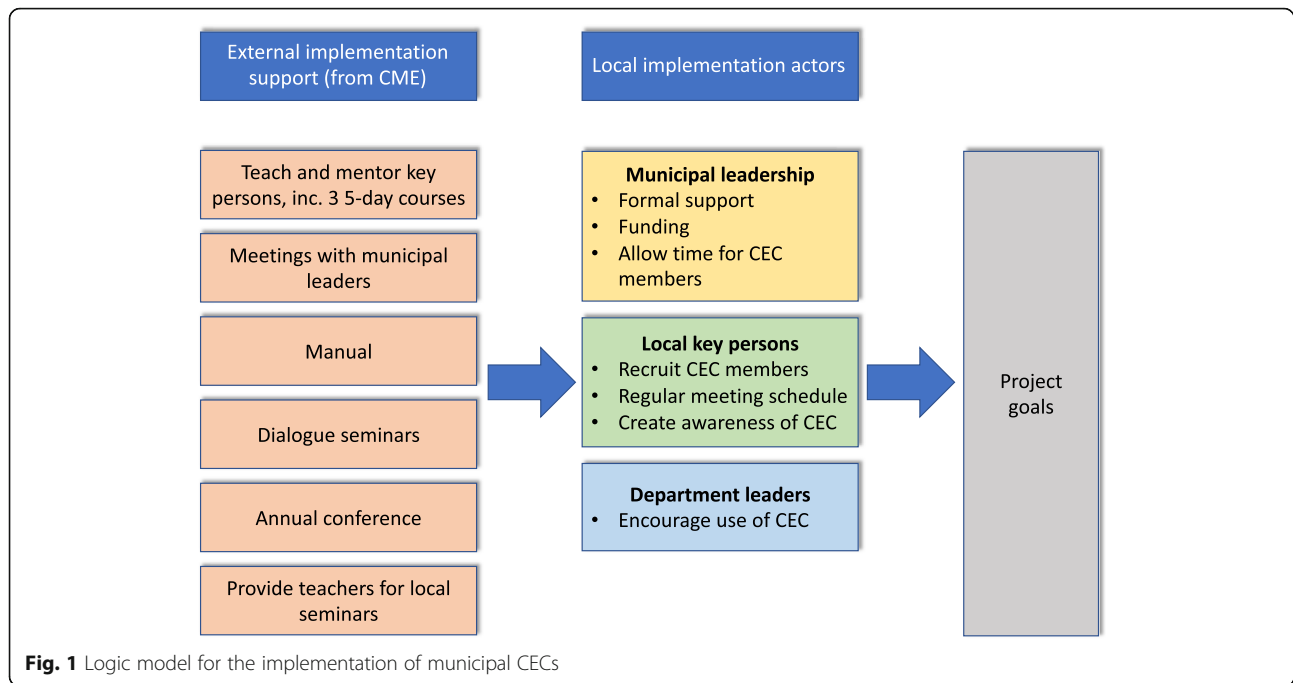 External implementation
support (from CME)
Local implementation actors
Teach and mentor key
persons, inc. 3 5-day courses
Meetings with municipal
leaders
Manual
Dialogue seminars
Annual conference
Provide teachers for local
seminars
Municipal leadership
• Formal support
• Funding
• Allow time for CEC
members
Local key persons
• Recruit CEC members
• Regular meeting schedule
• Create awareness of CEC
Department leaders
• Encourage use of CEC
Project
goals
Fig. 1 Logic model for the implementation of municipal CECs